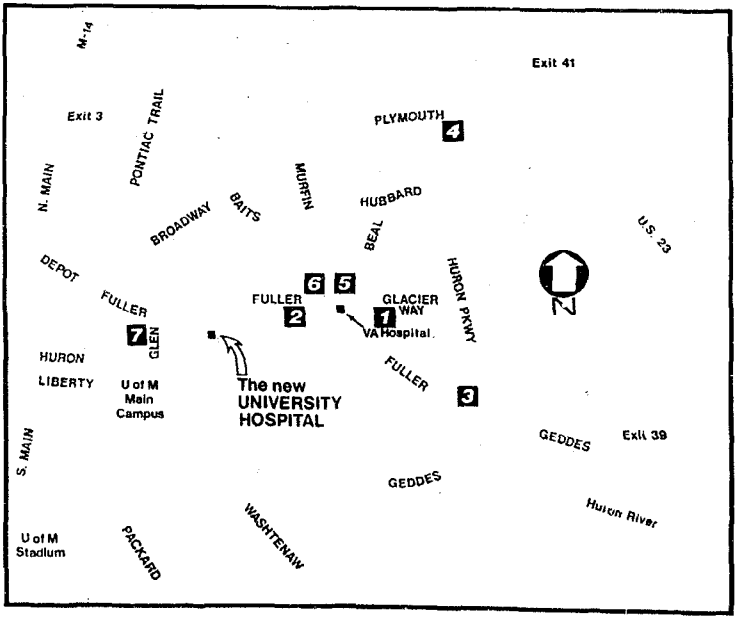 M-14
Exit 41
Exit 3
PONTIAC TRAIL
PLYMOUTH
4
N. MAIN
MURFIN
HUBBARD
BROADWAY
BAITS
BEAL
U.S. 23
DEPOT
FULLER
6
5
FULLER
2
GLACIER
WAY
1
HURON PKWY
N
7
GLEN
VA Hospital
HURON
LIBERTY
U of M
Main
Campus
The new
UNIVERSITY
HOSPITAL
FULLER
3
S. MAIN
GEDDES
Exit 39
GEDDES
Huron River
U of M
Stadium
PACKARD
WASHTENAW